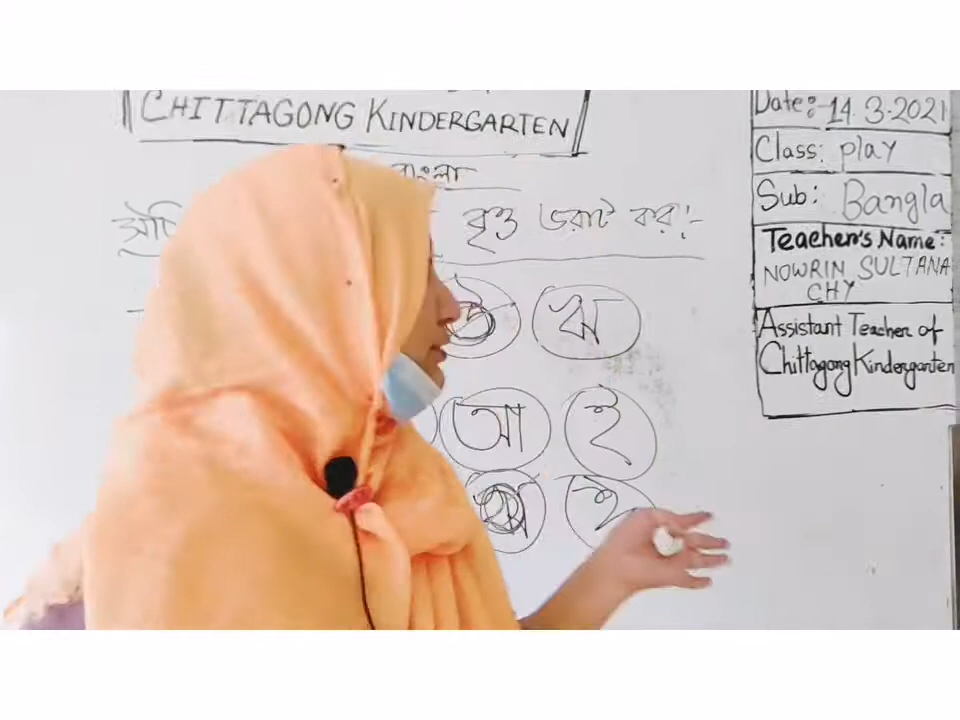 CHITTAGONG KINDERGARTEN
বাংলা
সঠি বৃত্ত ভরাট কর:-
উ ঋ
আ ই
ঋ ই
Date:-14.3.2021
Class: play
Sub: Bangla
Teacher's Name:
NOWRIN SULTANA
CHY
Assistant Teacher of
Chittagong Kindergarten